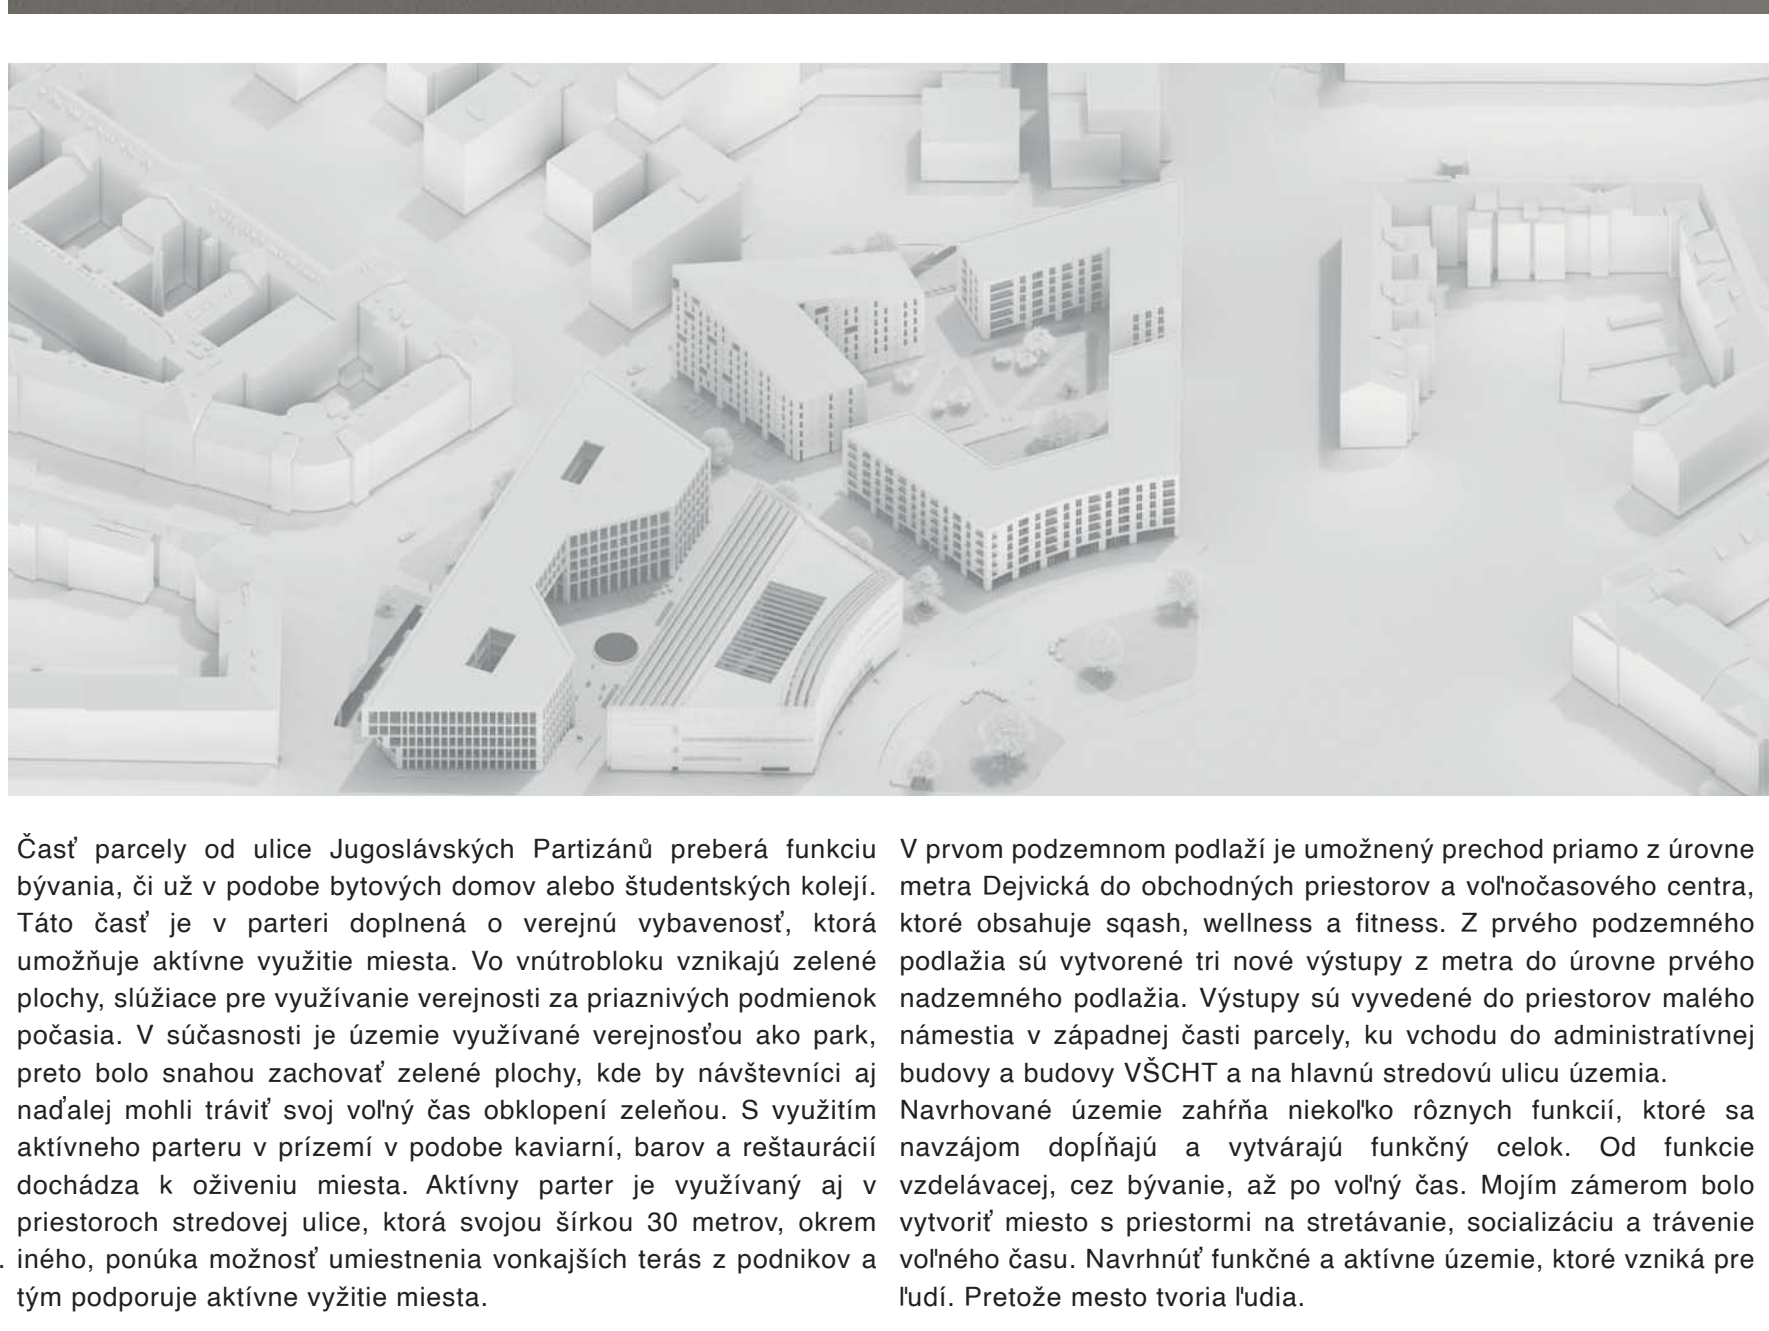 Časť parcely od ulice Jugoslávských Partizánů preberá funkciu
bývania, či už v podobe bytových domov alebo študentských kolejí.
Táto časť je v parteri doplnená o verejnú vybavenosť, ktorá
umožňuje aktívne využitie miesta. Vo vnútrobloku vznikajú zelené
plochy, slúžiace pre využívanie verejnosti za priaznivých podmienok
počasia. V súčasnosti je územie využívané verejnosťou ako park,
preto bolo snahou zachovať zelené plochy, kde by návštevníci aj
naďalej mohli tráviť svoj voľný čas obklopení zeleňou. S využitím
aktívneho parteru v prízemí v podobe kaviarní, barov a reštaurácií
dochádza k oživeniu miesta. Aktívny parter je využívaný aj v
priestoroch stredovej ulice, ktorá svojou šírkou 30 metrov, okrem
. iného, ponúka možnosť umiestnenia vonkajších terás z podnikov a
tým podporuje aktívne vyžitie miesta.
V prvom podzemnom podlaží je umožnený prechod priamo z úrovne
metra Dejvická do obchodných priestorov a voľnočasového centra,
ktoré obsahuje sqash, wellness a fitness. Z prvého podzemného
podlažia sú vytvorené tri nové výstupy z metra do úrovne prvého
nadzemného podlažia. Výstupy sú vyvedené do priestorov malého
námestia v západnej časti parcely, ku vchodu do administratívnej
budovy a budovy VŠCHT a na hlavnú stredovú ulicu územia.
Navrhované územie zahŕňa niekoľko rôznych funkcií, ktoré sa
navzájom dopĺňajú a vytvárajú funkčný celok. Od funkcie
vzdelávacej, cez bývanie, až po voľný čas. Mojím zámerom bolo
vytvoriť miesto s priestormi na stretávanie, socializáciu a trávenie
voľného času. Navrhnúť funkčné a aktívne územie, ktoré vzniká pre
ľudí. Pretože mesto tvoria ľudia.